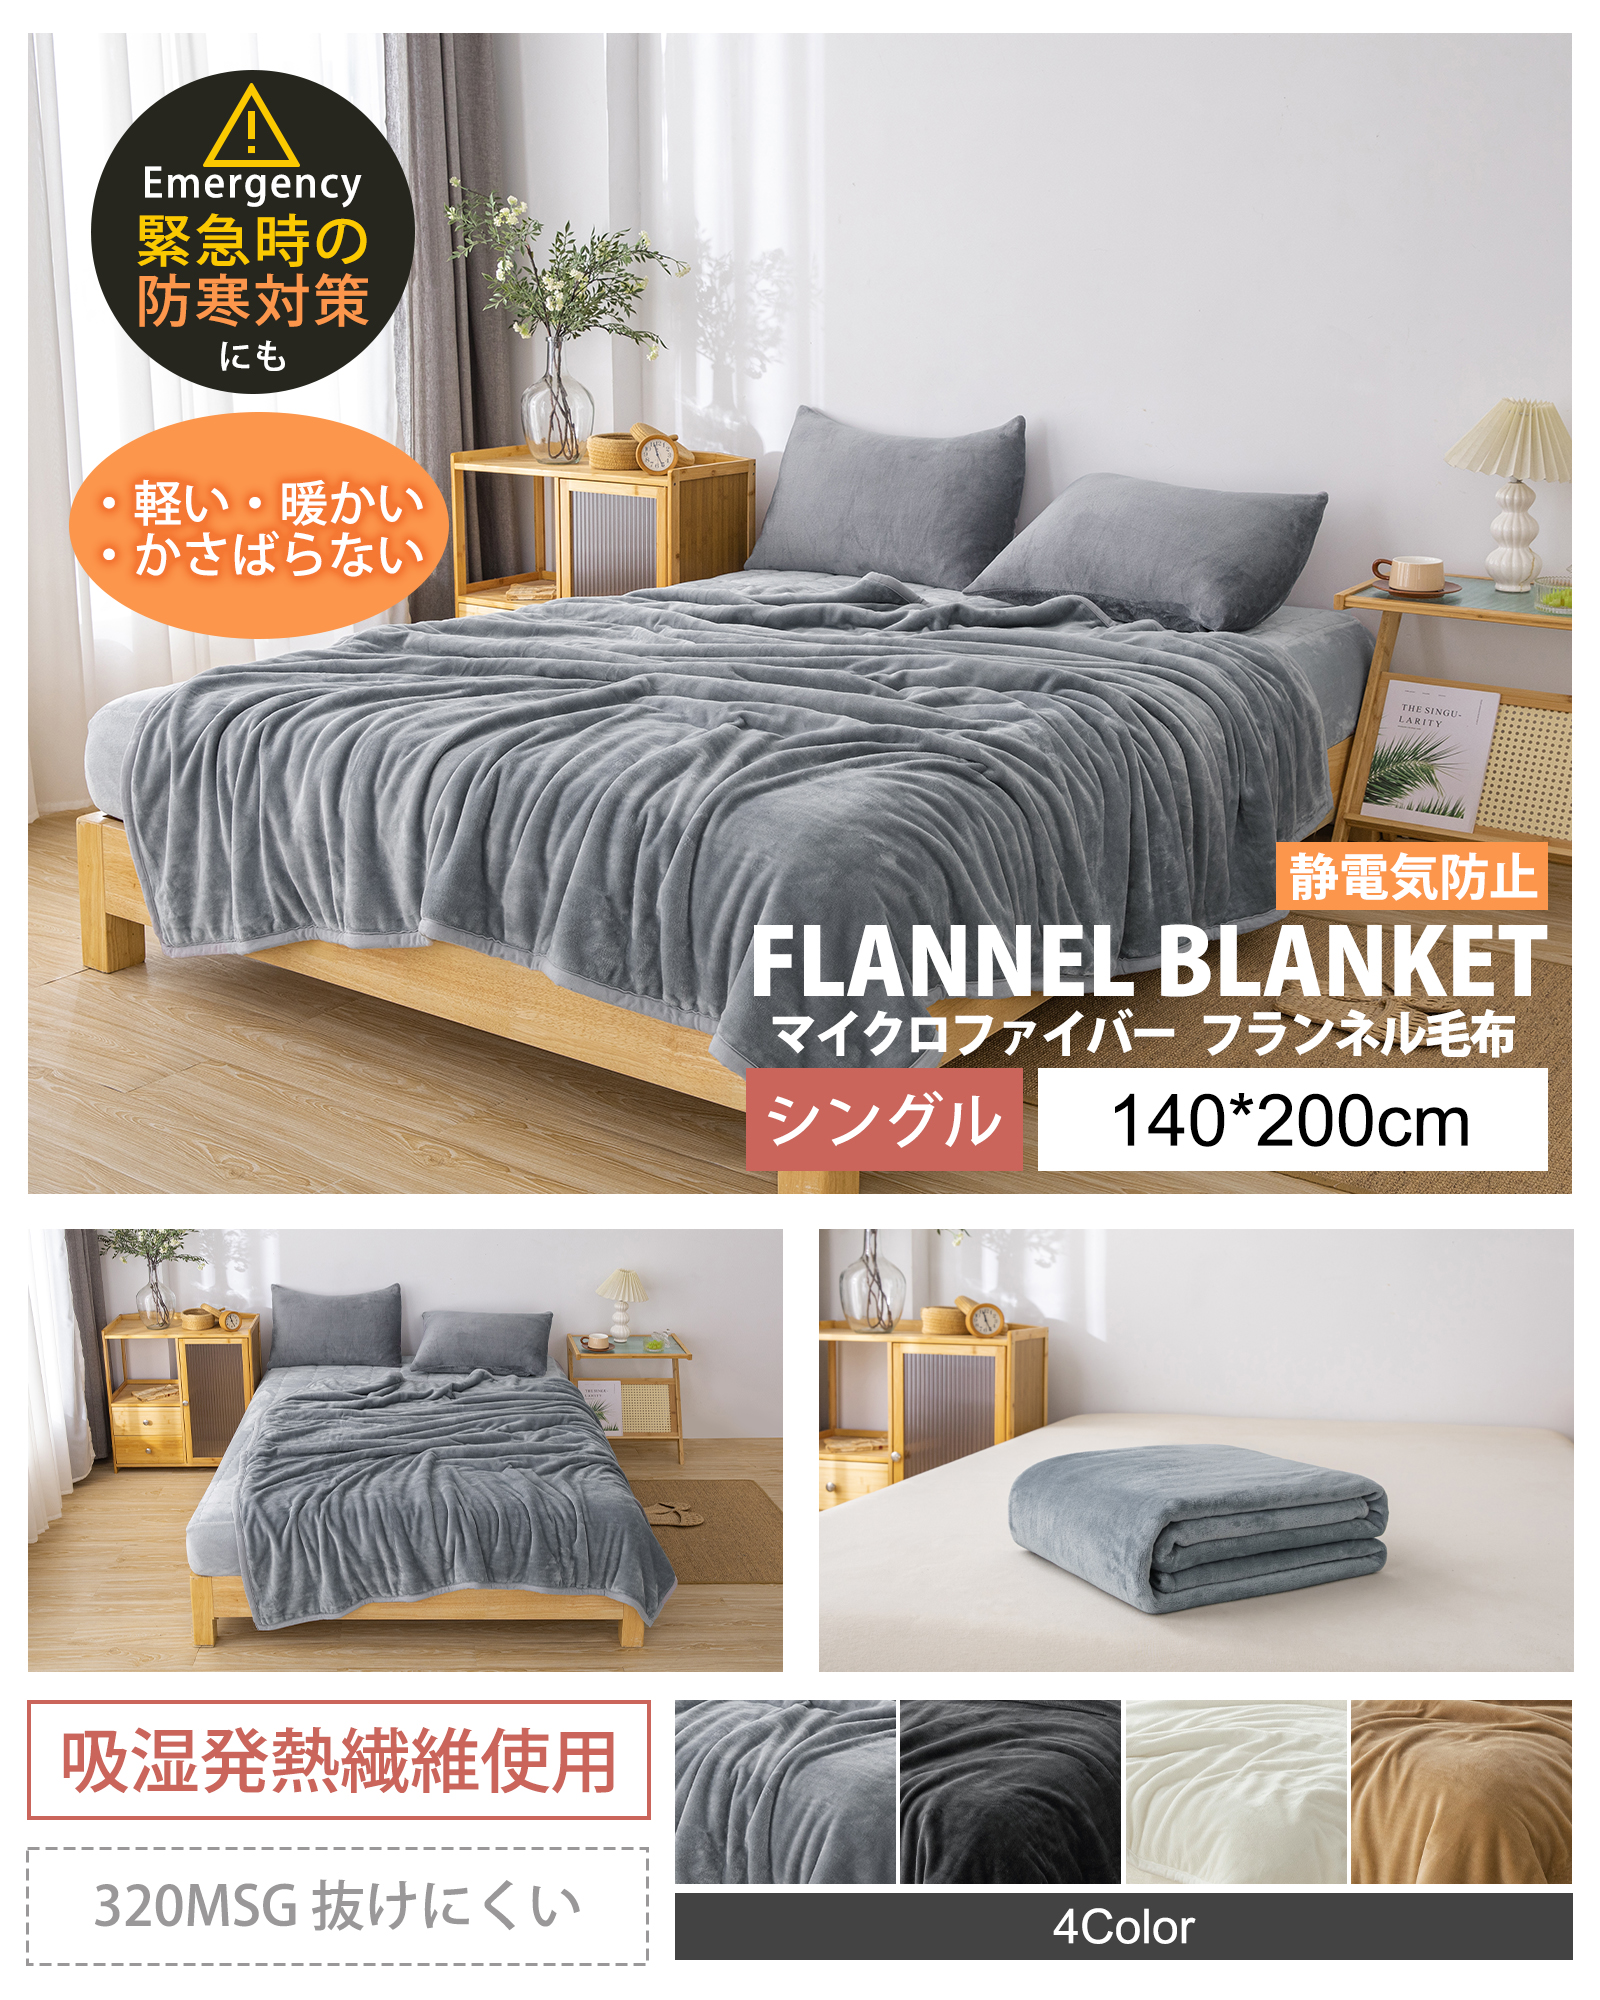 Emergency
緊急時の
防寒対策
にも
・軽い・暖かい
・かさばらない
THE SINGU-
LARITY
静電気防止
FLANNEL BLANKET
マイクロファイバー フランネル毛布
シングル
140*200cm
吸湿発熱繊維使用
320MSG 抜けにくい
4Color